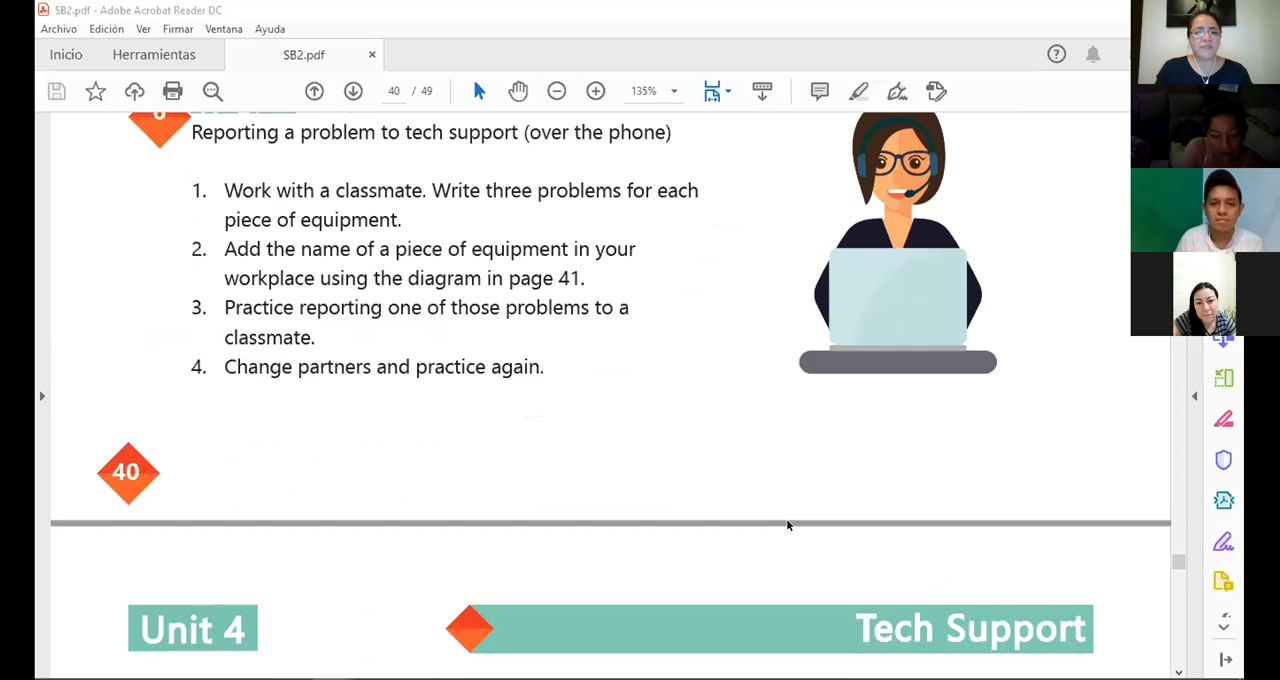 SB2.pdf - Adobe Acrobat Reader DC
Archivo Edición Ver Firmar Ventana Ayuda
Inicio Herramientas SB2.pdf ×
40 / 49 135%
Reporting a problem to tech support (over the phone)
1. Work with a classmate. Write three problems for each
piece of equipment.
2. Add the name of a piece of equipment in your
workplace using the diagram in page 41.
3. Practice reporting one of those problems to a
classmate.
4. Change partners and practice again.
40
Unit 4
Tech Support